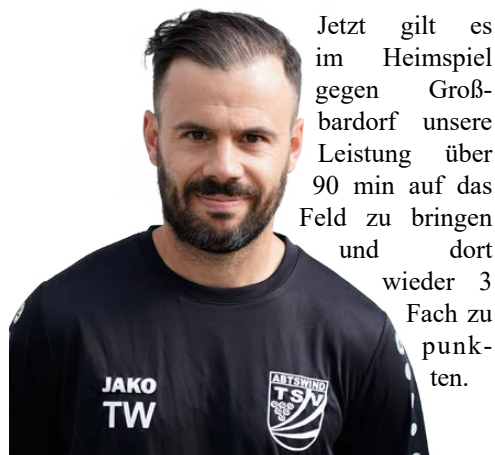 Jetzt gilt es
im Heimspiel
gegen Groß-
bardorf unsere
Leistung über
90 min auf das
Feld zu bringen
und dort
wieder 3
Fach zu
punk-
ten.
JAKO
TW
ABTSWIND
TSV